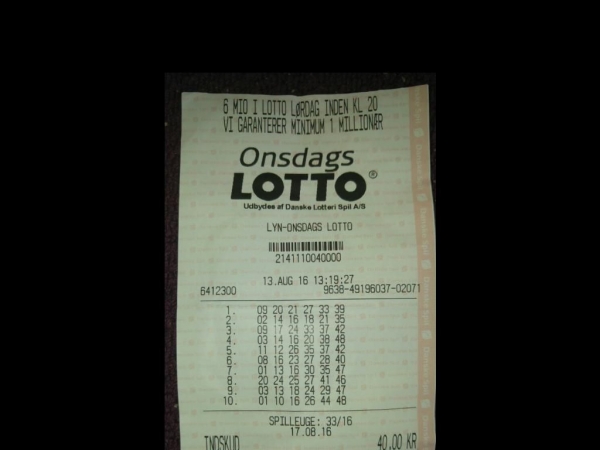 6 MIO I LOTTO LØRDAG INDEN KL 20
VI GARANTERER MINIMUM 1 MILLIONÆR
Onsdags
LOTTO®
Udbydes af Danske Lotteri Spil A/S
LYN-ONSDAGS LOTTO
2141110040000
13.AUG 16 13:19:27
6412300 9638-49196037-02071
1. 09 20 21 27 33 39
2. 02 14 16 18 21 35
3. 09 17 24 33 37 42
4. 03 14 16 20 38 48
5. 11 12 26 35 37 42
6. 08 16 23 27 28 40
7. 01 13 16 30 35 47
8. 20 24 25 27 41 46
9. 03 13 18 24 29 47
10. 01 10 16 26 44 48
SPILLEUGE: 33/16
17.08.16
INDSKUD 40,00 KR